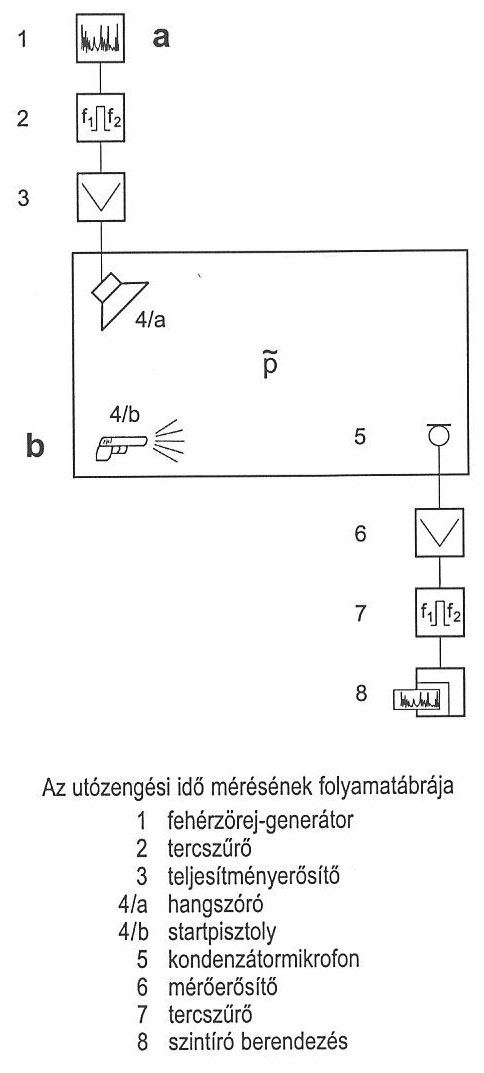 1 a
2 f₁ f₂
3
4/a
p̃
4/b
b 5
6
7 f₁ f₂
8
Az utózengési idő mérésének folyamatábrája
1 fehérzörej-generátor
2 tercszűrő
3 teljesítményerősítő
4/a hangszóró
4/b startpisztoly
5 kondenzátormikrofon
6 mérőerősítő
7 tercszűrő
8 szintíró berendezés